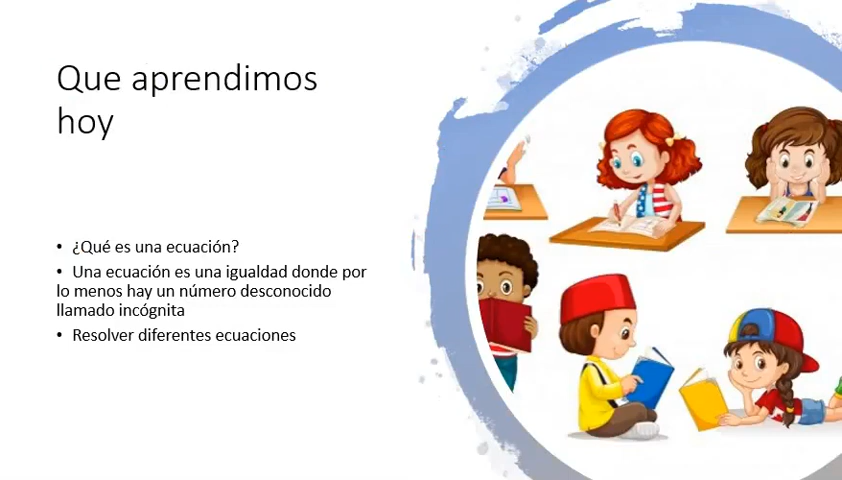 Que aprendimos
hoy
• ¿Qué es una ecuación?
• Una ecuación es una igualdad donde por
lo menos hay un número desconocido
llamado incógnita
• Resolver diferentes ecuaciones